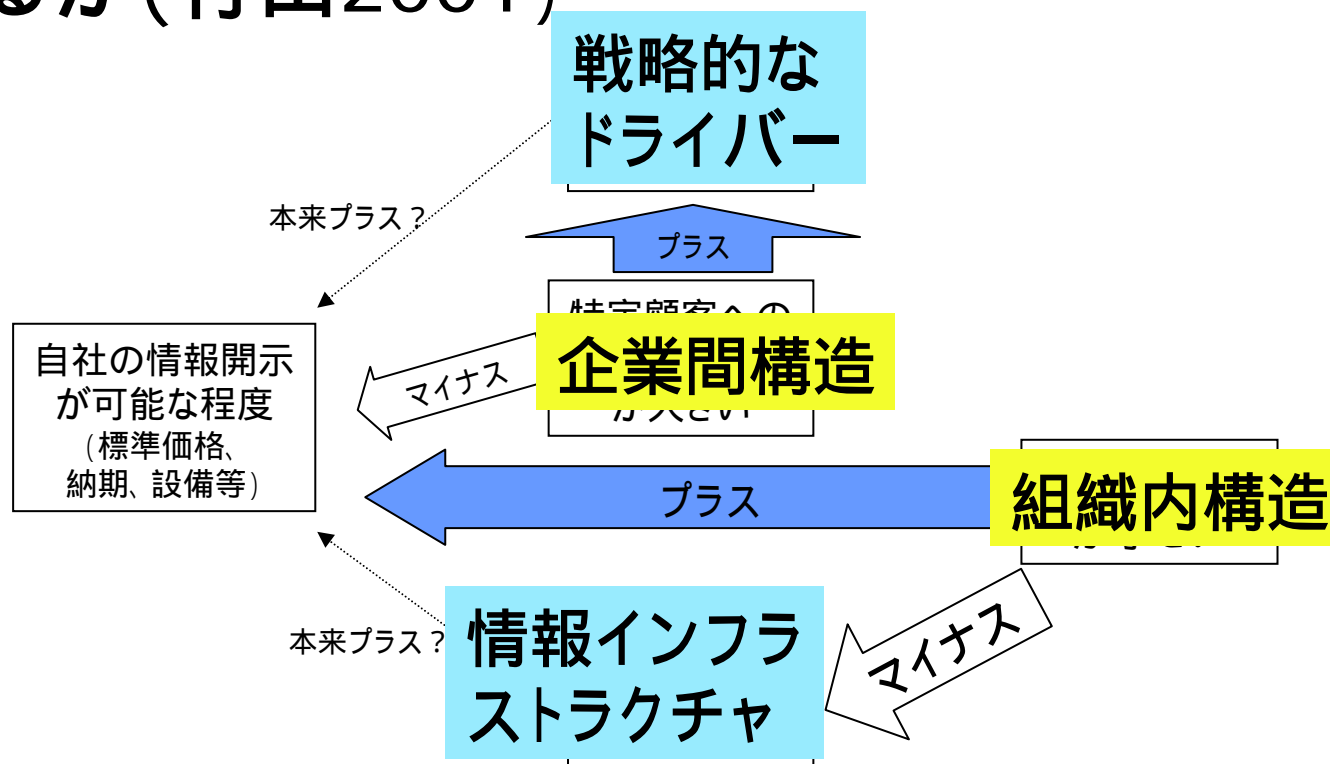 戦略的な
ドライバー
本来プラス？
プラス
自社の情報開示
が可能な程度
(標準価格、
納期、設備等)
マイナス
企業間構造
プラス
組織内構造
本来プラス？
情報インフラ
ストラクチャ
マイナス